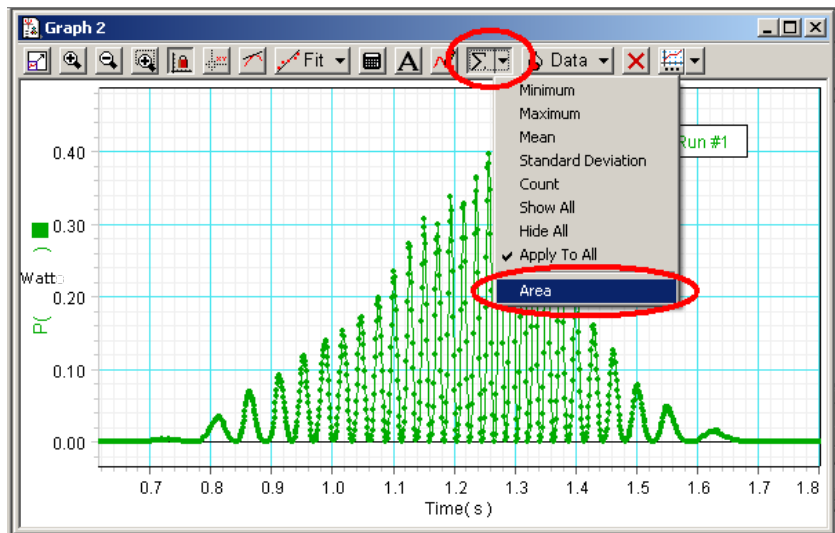 Graph 2
Fit
A
Σ
Data
Minimum
Maximum
Mean
Standard Deviation
Count
Show All
Hide All
Apply To All
Area
Run #1
0.40
0.30
0.20
0.10
0.00
Watt
P( )
0.7 0.8 0.9 1.0 1.1 1.2 1.3 1.4 1.5 1.6 1.7 1.8
Time( s )